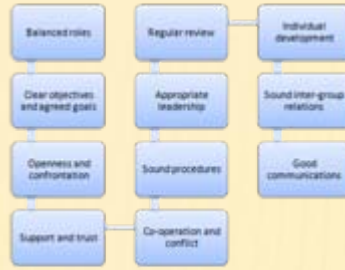 Balanced roles
Clear objectives
and agreed goals
Openness and
confrontation
Support and trust
Co-operation and
conflict
Sound procedures
Appropriate
leadership
Regular review
Individual
development
Sound inter-group
relations
Good
communications